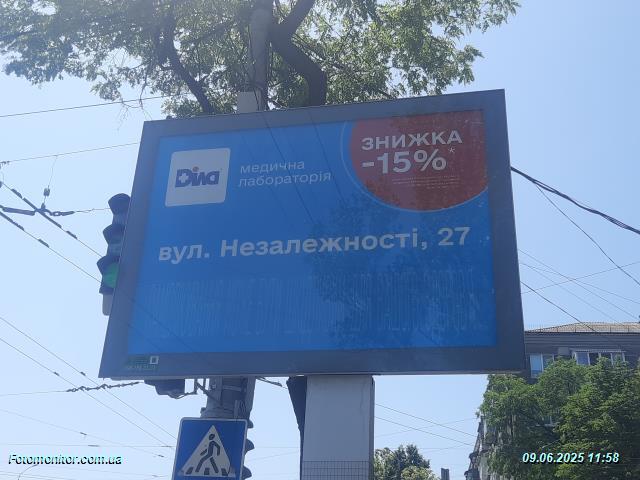 ЗНИЖКА
-15%*
Діла
медична
лабораторія
вул. Незалежності, 27
Fotomonitor.com.ua
09.06.2025 11:58